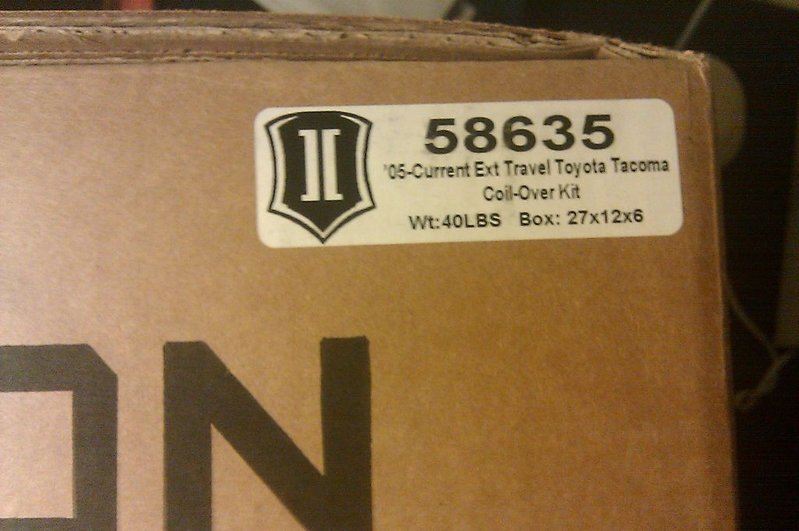 58635
'05-Current Ext Travel Toyota Tacoma
Coil-Over Kit
Wt:40LBS Box: 27x12x6
ON